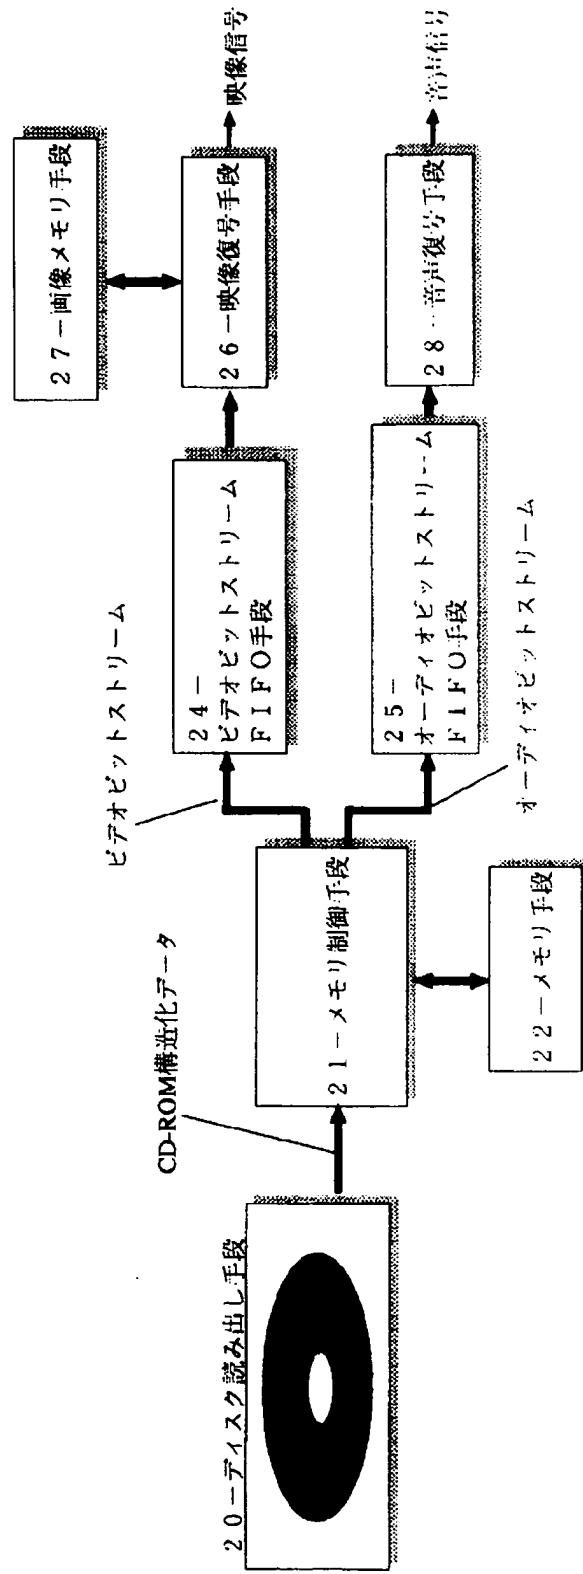 20－ディスク読み出し手段
CD-ROM構造化データ
21－メモリ制御手段
22－メモリ手段
ビデオビットストリーム
24－
ビデオビットストリーム
FIFO手段
25－
オーディオビットストリーム
FIFO手段
オーディオビットストリーム
27－画像メモリ手段
26－映像復号手段
映像信号
28－音声復号手段
音声信号